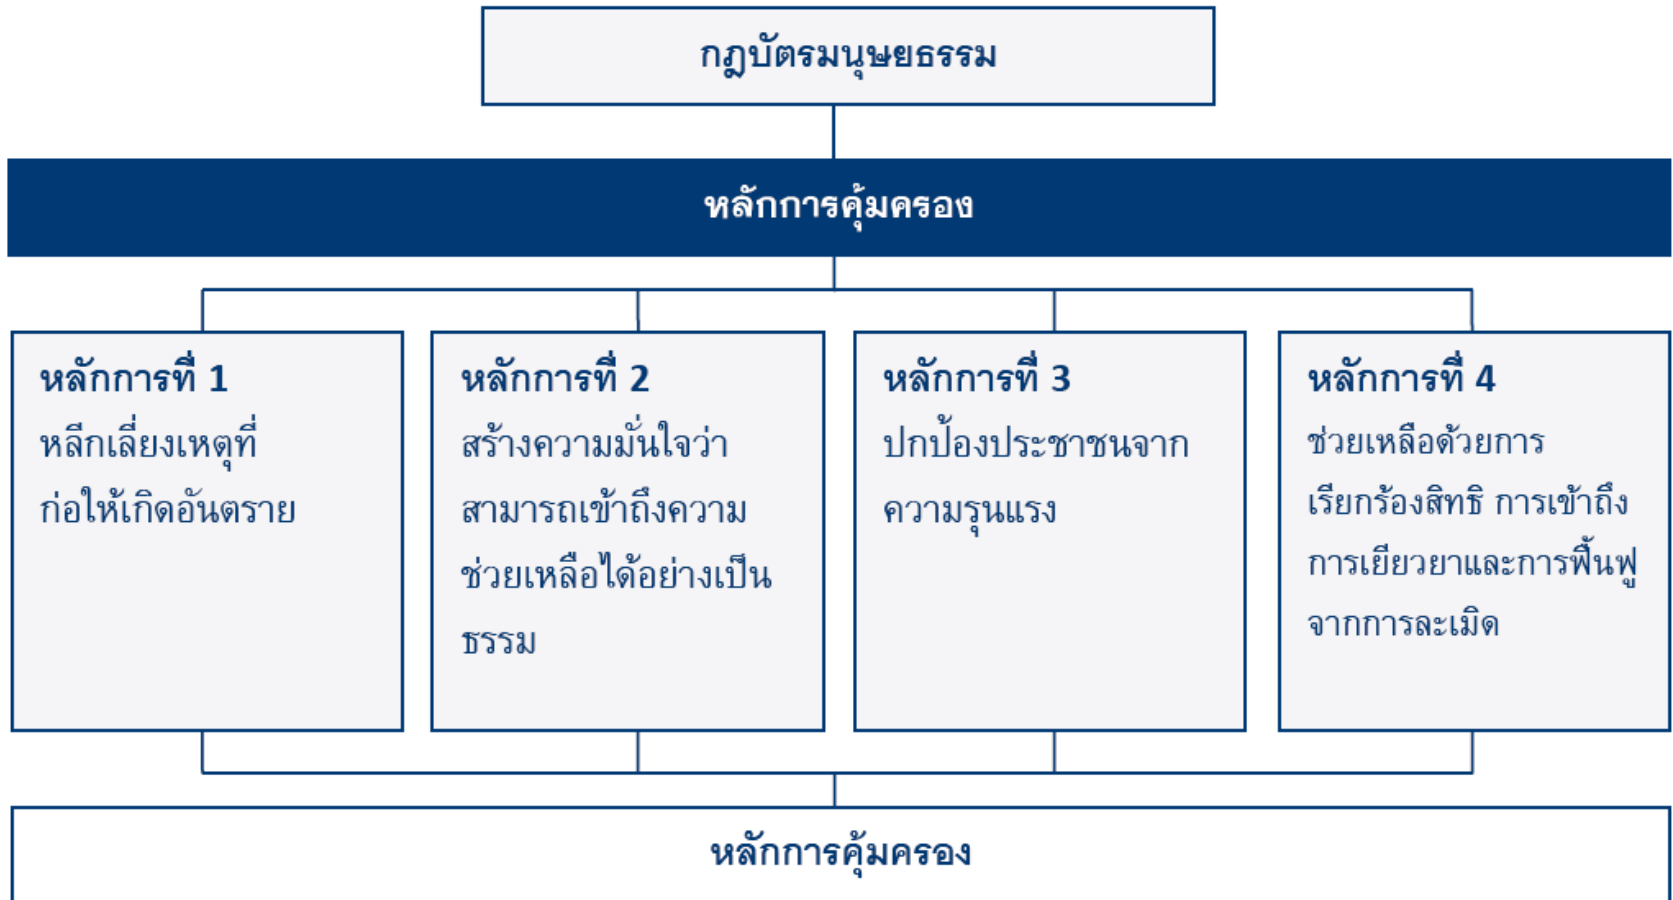 กฎบัตรมนุษยธรรม
หลักการคุ้มครอง
หลักการที่ 1
หลีกเลี่ยงเหตุที่
ก่อให้เกิดอันตราย
หลักการที่ 2
สร้างความมั่นใจว่า
สามารถเข้าถึงความ
ช่วยเหลือได้อย่างเป็น
ธรรม
หลักการที่ 3
ปกป้องประชาชนจาก
ความรุนแรง
หลักการที่ 4
ช่วยเหลือด้วยการ
เรียกร้องสิทธิ การเข้าถึง
การเยียวยาและการฟื้นฟู
จากการละเมิด
หลักการคุ้มครอง